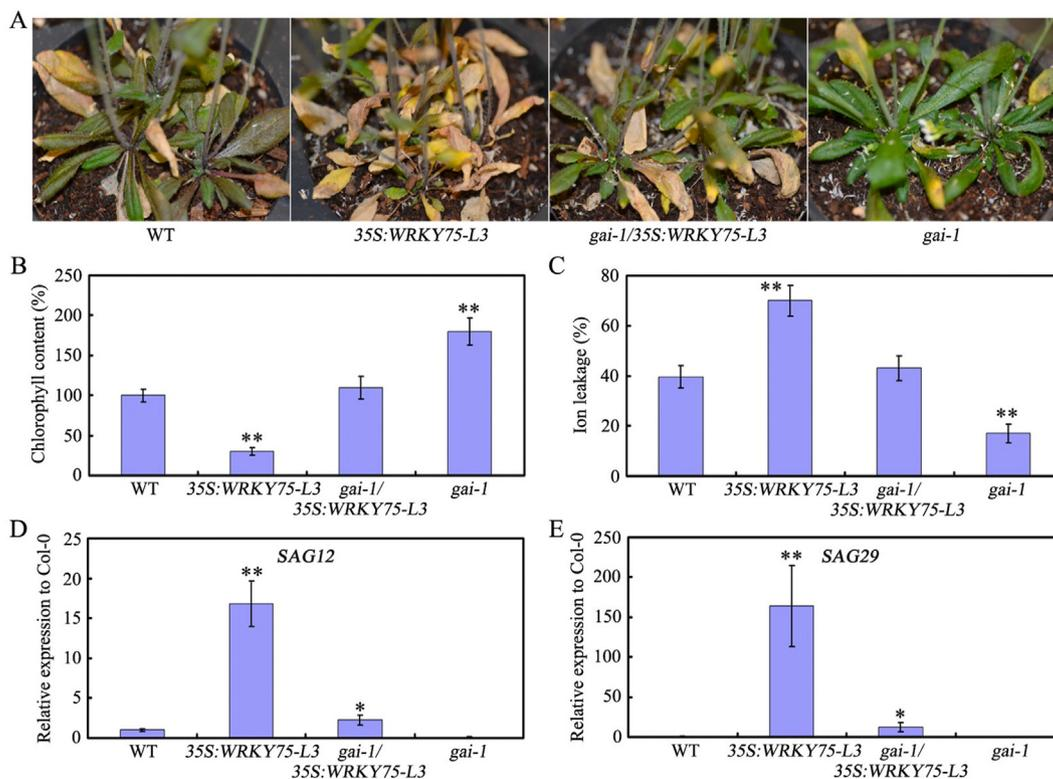 A
WT
35S:WRKY75-L3
gai-1/35S:WRKY75-L3
gai-1
B
Chlorophyll content (%)
250
200
150
100
50
0
**
**
WT
35S:WRKY75-L3
gai-1/
35S:WRKY75-L3
gai-1
C
Ion leakage (%)
80
60
40
20
0
**
**
WT
35S:WRKY75-L3
gai-1/
35S:WRKY75-L3
gai-1
D
Relative expression to Col-0
25
20
15
10
5
0
SAG12
**
*
WT
35S:WRKY75-L3
gai-1/
35S:WRKY75-L3
gai-1
E
Relative expression to Col-0
250
200
150
100
50
0
**
SAG29
*
WT
35S:WRKY75-L3
gai-1/
35S:WRKY75-L3
gai-1